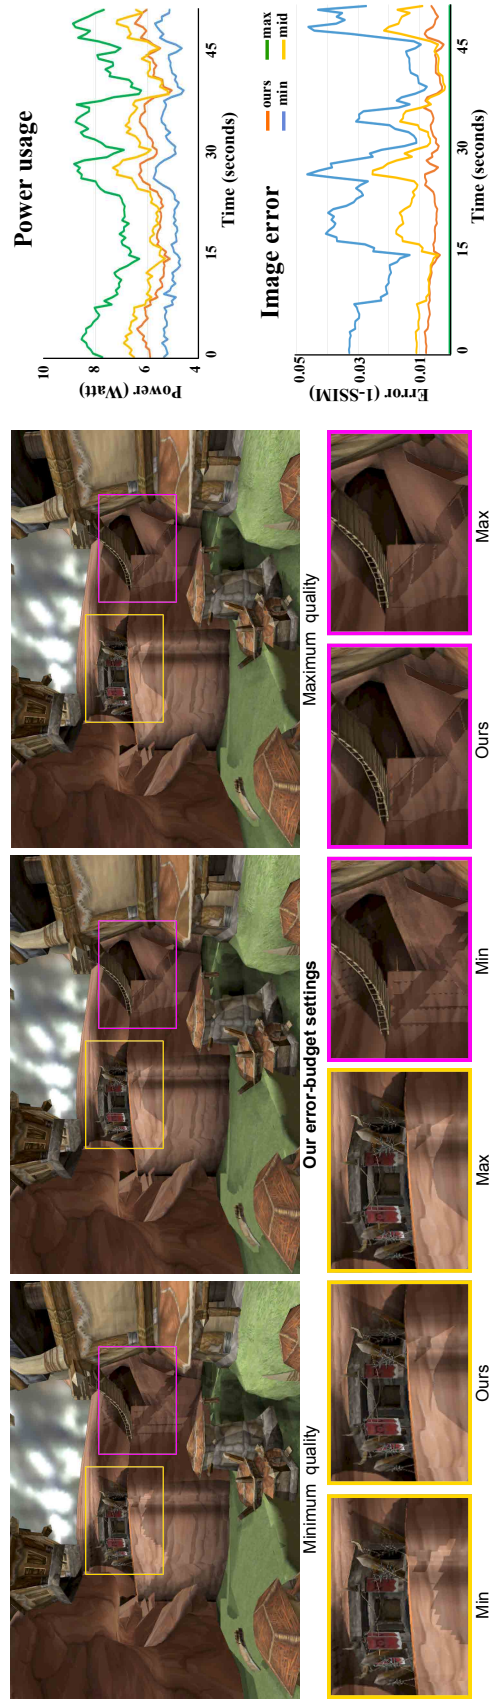 Minimum quality
Our error-budget settings
Maximum quality
Min
Ours
Max
Min
Ours
Max
Power usage
Power (Watt)
10
8
6
4
0
15
30
45
Time (seconds)
Image error
ours
max
min
mid
Error (1-SSIM)
0.05
0.03
0.01
0
15
30
45
Time (seconds)